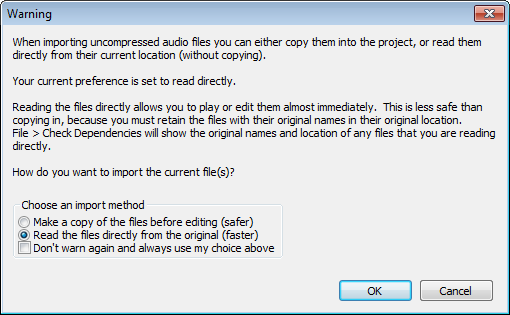 Warning
When importing uncompressed audio files you can either copy them into the project, or read them
directly from their current location (without copying).
Your current preference is set to read directly.
Reading the files directly allows you to play or edit them almost immediately.  This is less safe than
copying in, because you must retain the files with their original names in their original location.
File > Check Dependencies will show the original names and location of any files that you are reading
directly.
How do you want to import the current file(s)?
Choose an import method
Make a copy of the files before editing (safer)
Read the files directly from the original (faster)
Don't warn again and always use my choice above
OK
Cancel